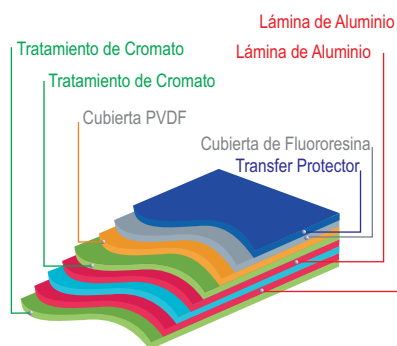 Lámina de Aluminio
Tratamiento de Cromato
Lámina de Aluminio
Tratamiento de Cromato
Cubierta PVDF
Cubierta de Fluororesina
Transfer Protector